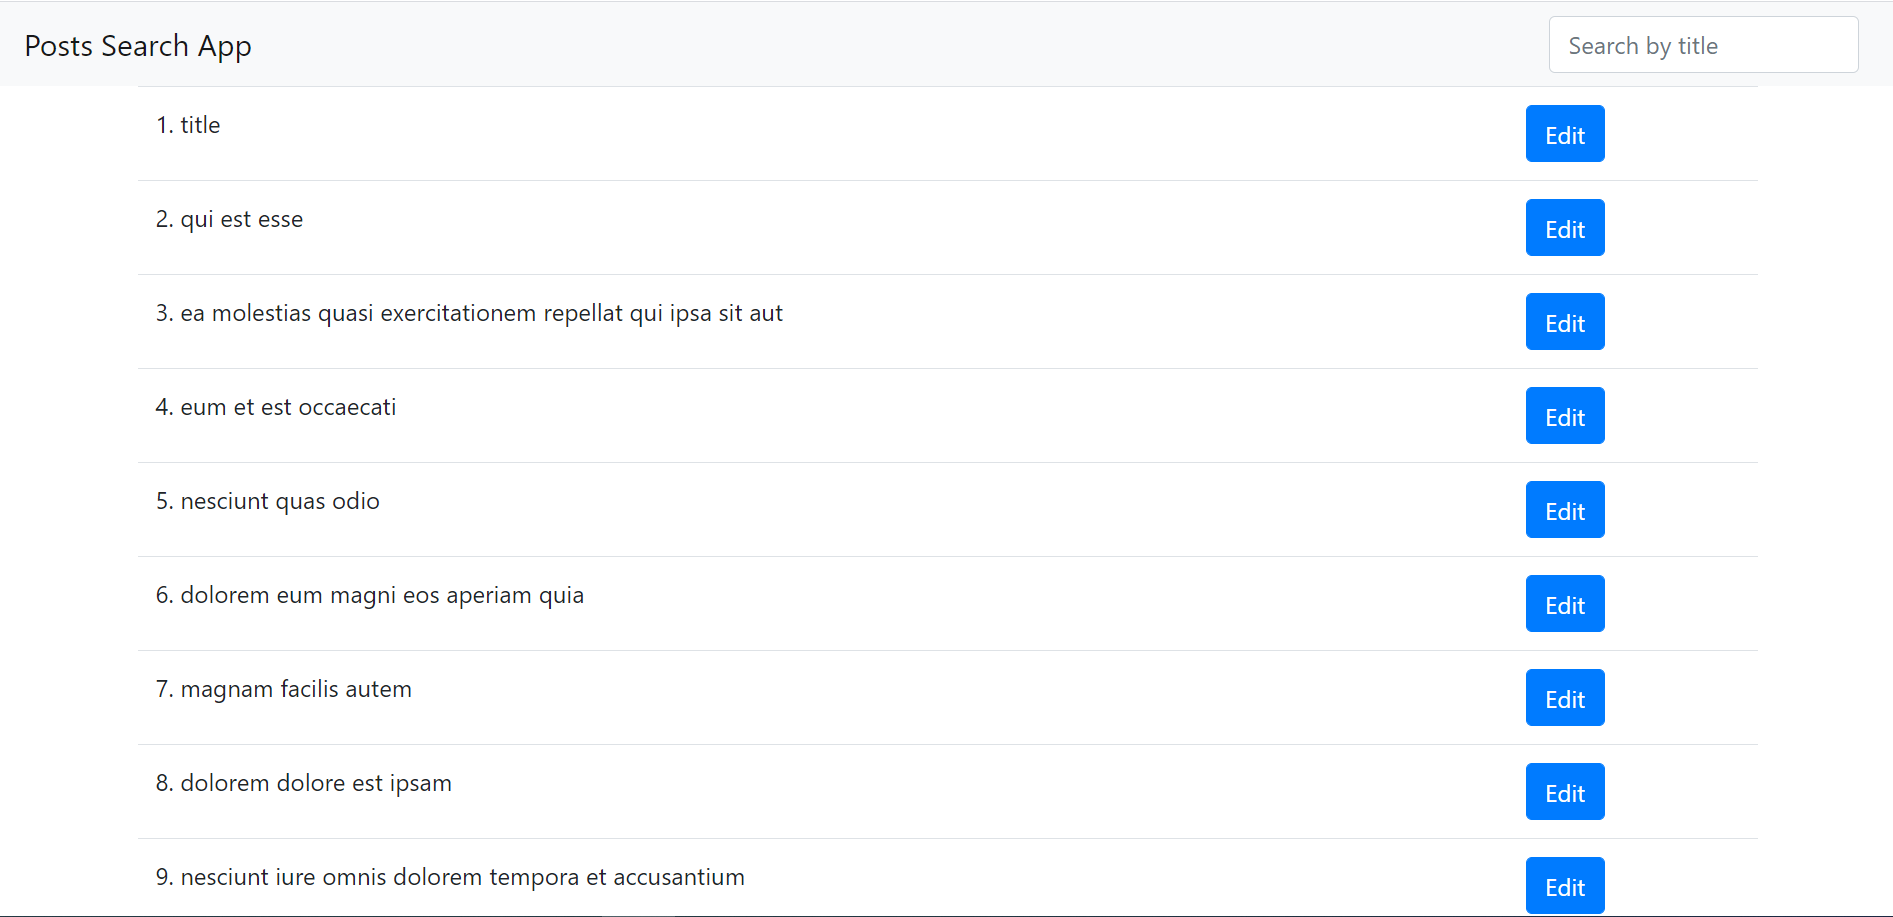 Posts Search App
Search by title
1. title
Edit
2. qui est esse
Edit
3. ea molestias quasi exercitationem repellat qui ipsa sit aut
Edit
4. eum et est occaecati
Edit
5. nesciunt quas odio
Edit
6. dolorem eum magni eos aperiam quia
Edit
7. magnam facilis autem
Edit
8. dolorem dolore est ipsam
Edit
9. nesciunt iure omnis dolorem tempora et accusantium
Edit